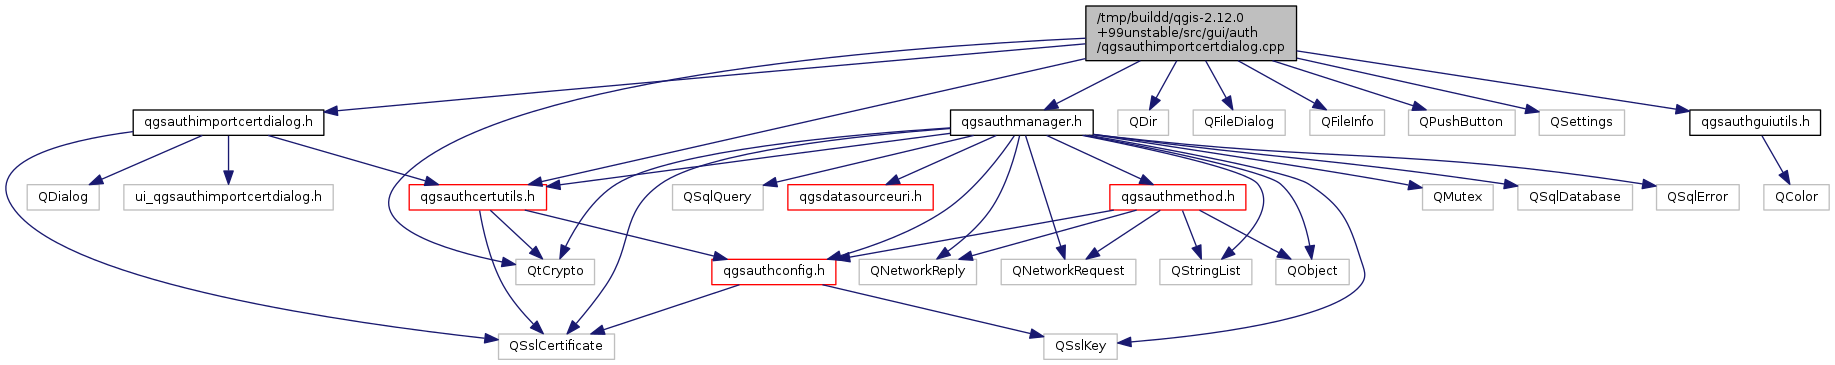 /tmp/buildd/qgis-2.12.0
+99unstable/src/gui/auth
/qgsauthimportcertdialog.cpp
qgsauthimportcertdialog.h
qgsauthmanager.h
QDir
QFileDialog
QFileInfo
QPushButton
QSettings
qgsauthguiutils.h
QDialog
ui_qgsauthimportcertdialog.h
qgsauthcertutils.h
QSqlQuery
qgsdatasourceuri.h
qgsauthmethod.h
QMutex
QSqlDatabase
QSqlError
QColor
QtCrypto
qgsauthconfig.h
QNetworkReply
QNetworkRequest
QStringList
QObject
QSslCertificate
QSslKey